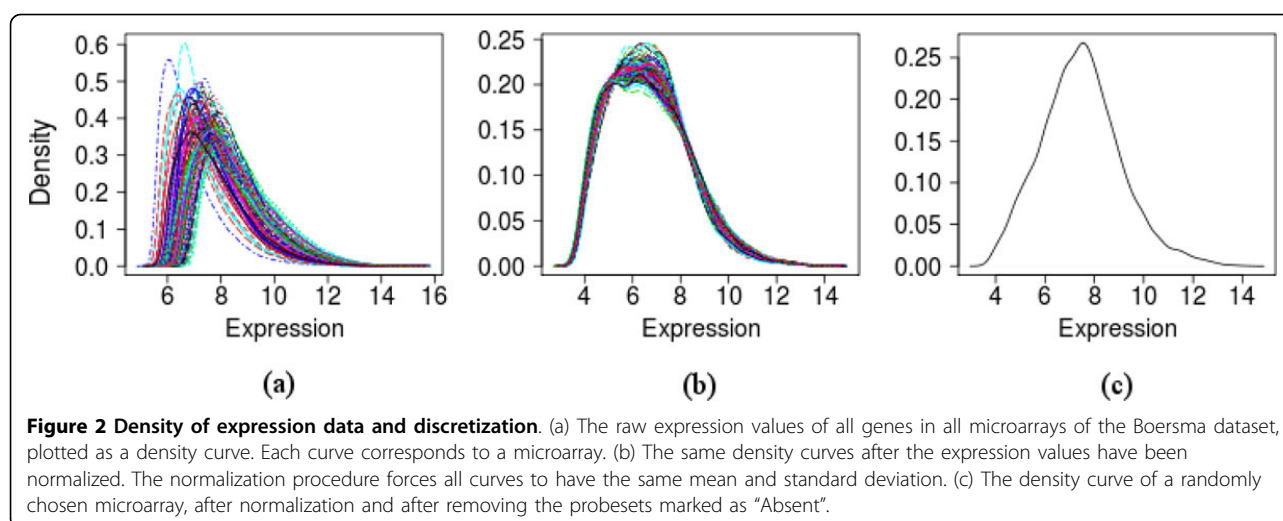 0.6
0.5
0.4
0.3
0.2
0.1
0.0
Density
6 8 10 12 14 16
Expression
(a)
0.25
0.20
0.15
0.10
0.05
0.00
4 6 8 10 12 14
Expression
(b)
0.25
0.20
0.15
0.10
0.05
0.00
4 6 8 10 12 14
Expression
(c)
Figure 2 Density of expression data and discretization. (a) The raw expression values of all genes in all microarrays of the Boersma dataset,
plotted as a density curve. Each curve corresponds to a microarray. (b) The same density curves after the expression values have been
normalized. The normalization procedure forces all curves to have the same mean and standard deviation. (c) The density curve of a randomly
chosen microarray, after normalization and after removing the probesets marked as “Absent”.